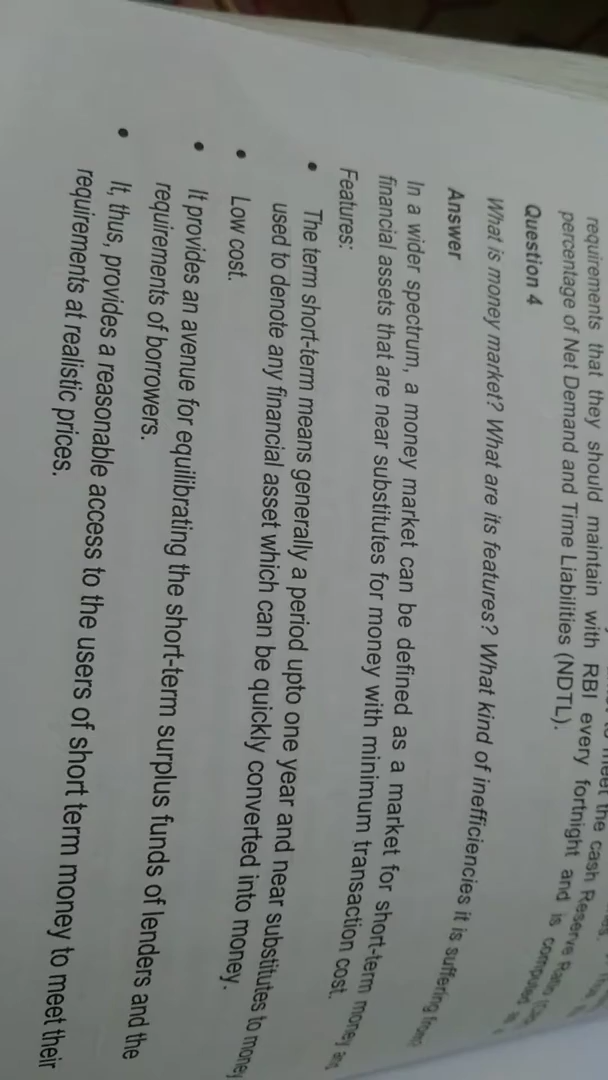 meet the cash Reserve Ratio
requirements that they should maintain with RBI every fortnight and is computed
percentage of Net Demand and Time Liabilities (NDTL).
Question 4
What is money market? What are its features? What kind of inefficiencies it is suffering from
Answer
In a wider spectrum, a money market can be defined as a market for short-term money and
financial assets that are near substitutes for money with minimum transaction cost.
Features:
• The term short-term means generally a period upto one year and near substitutes to money
used to denote any financial asset which can be quickly converted into money.
• Low cost.
• It provides an avenue for equilibrating the short-term surplus funds of lenders and the
requirements of borrowers.
• It, thus, provides a reasonable access to the users of short term money to meet their
requirements at realistic prices.